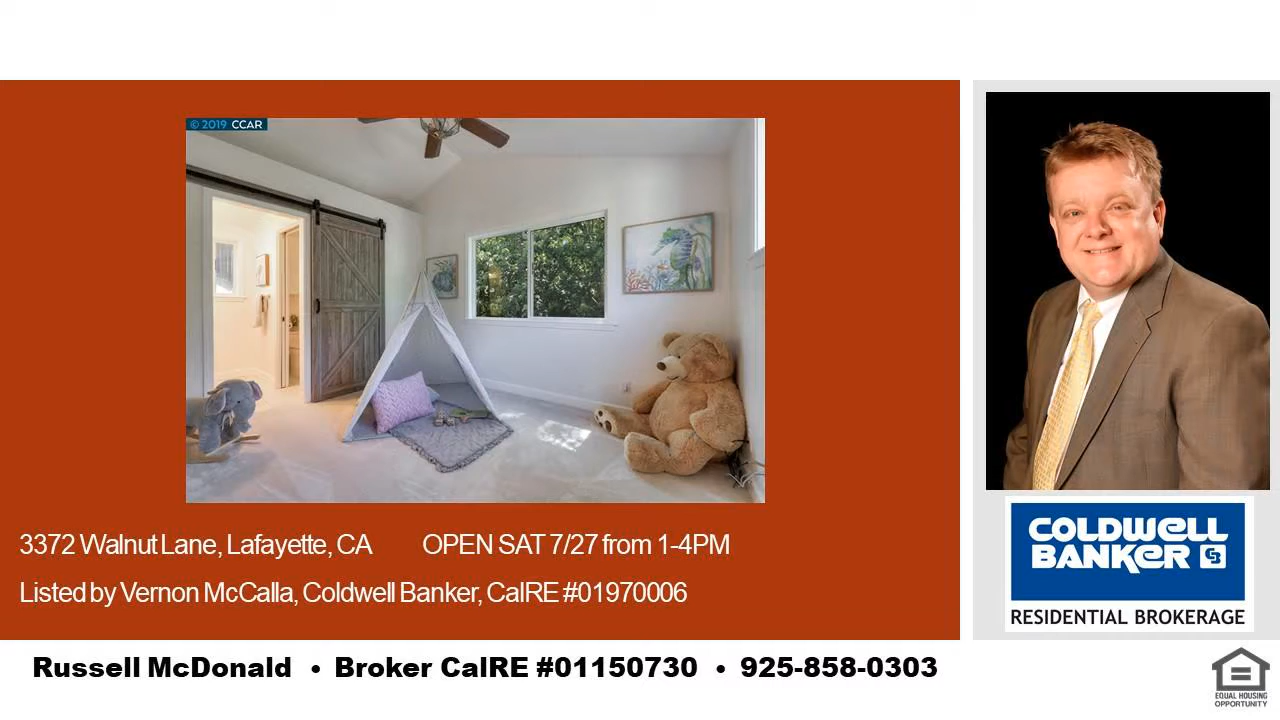 © 2019 CCAR
3372 Walnut Lane, Lafayette, CA OPEN SAT 7/27 from 1-4PM
Listed by Vernon McCalla, Coldwell Banker, CalRE #01970006
COLDWELL
BANKER CB
RESIDENTIAL BROKERAGE
Russell McDonald • Broker CalRE #01150730 • 925-858-0303
EQUAL HOUSING
OPPORTUNITY